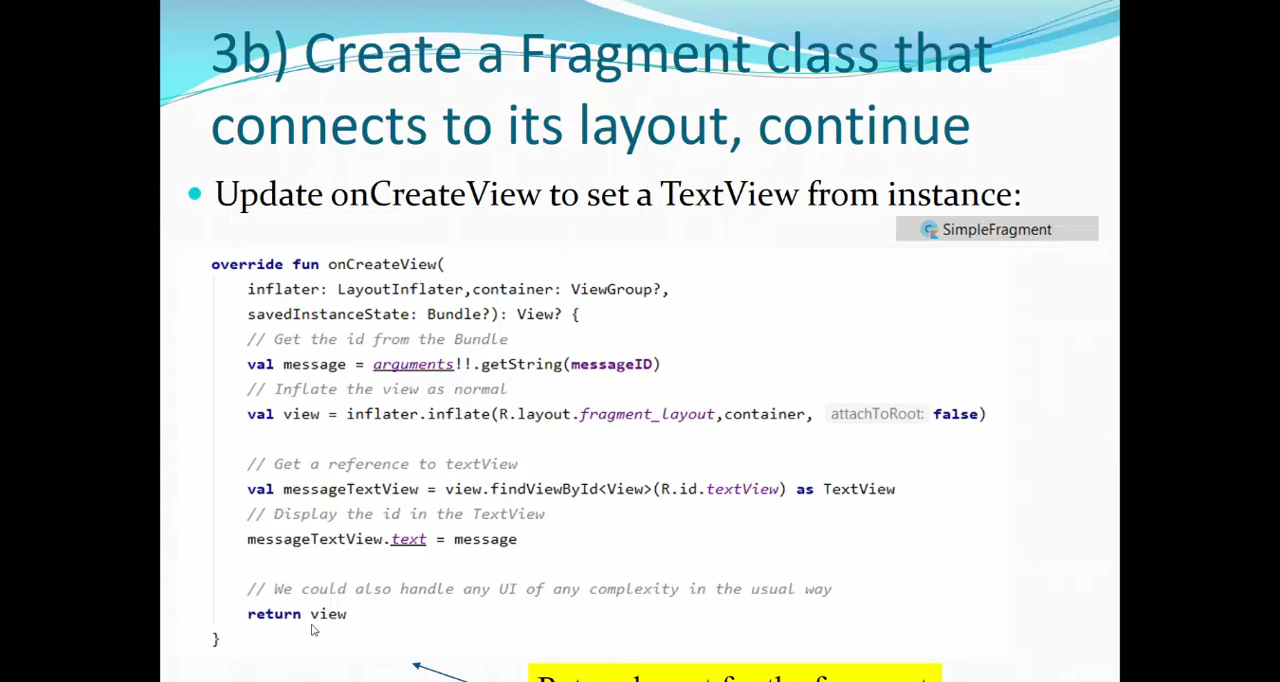 3b) Create a Fragment class that
connects to its layout, continue
Update onCreateView to set a TextView from instance:
SimpleFragment
override fun onCreateView(
inflater: LayoutInflater,container: ViewGroup?,
savedInstanceState: Bundle?): View? {
// Get the id from the Bundle
val message = arguments!!.getString(messageID)
// Inflate the view as normal
val view = inflater.inflate(R.layout.fragment_layout,container, attachToRoot: false)
// Get a reference to textView
val messageTextView = view.findViewById<View>(R.id.textView) as TextView
// Display the id in the TextView
messageTextView.text = message
// We could also handle any UI of any complexity in the usual way
return view
}